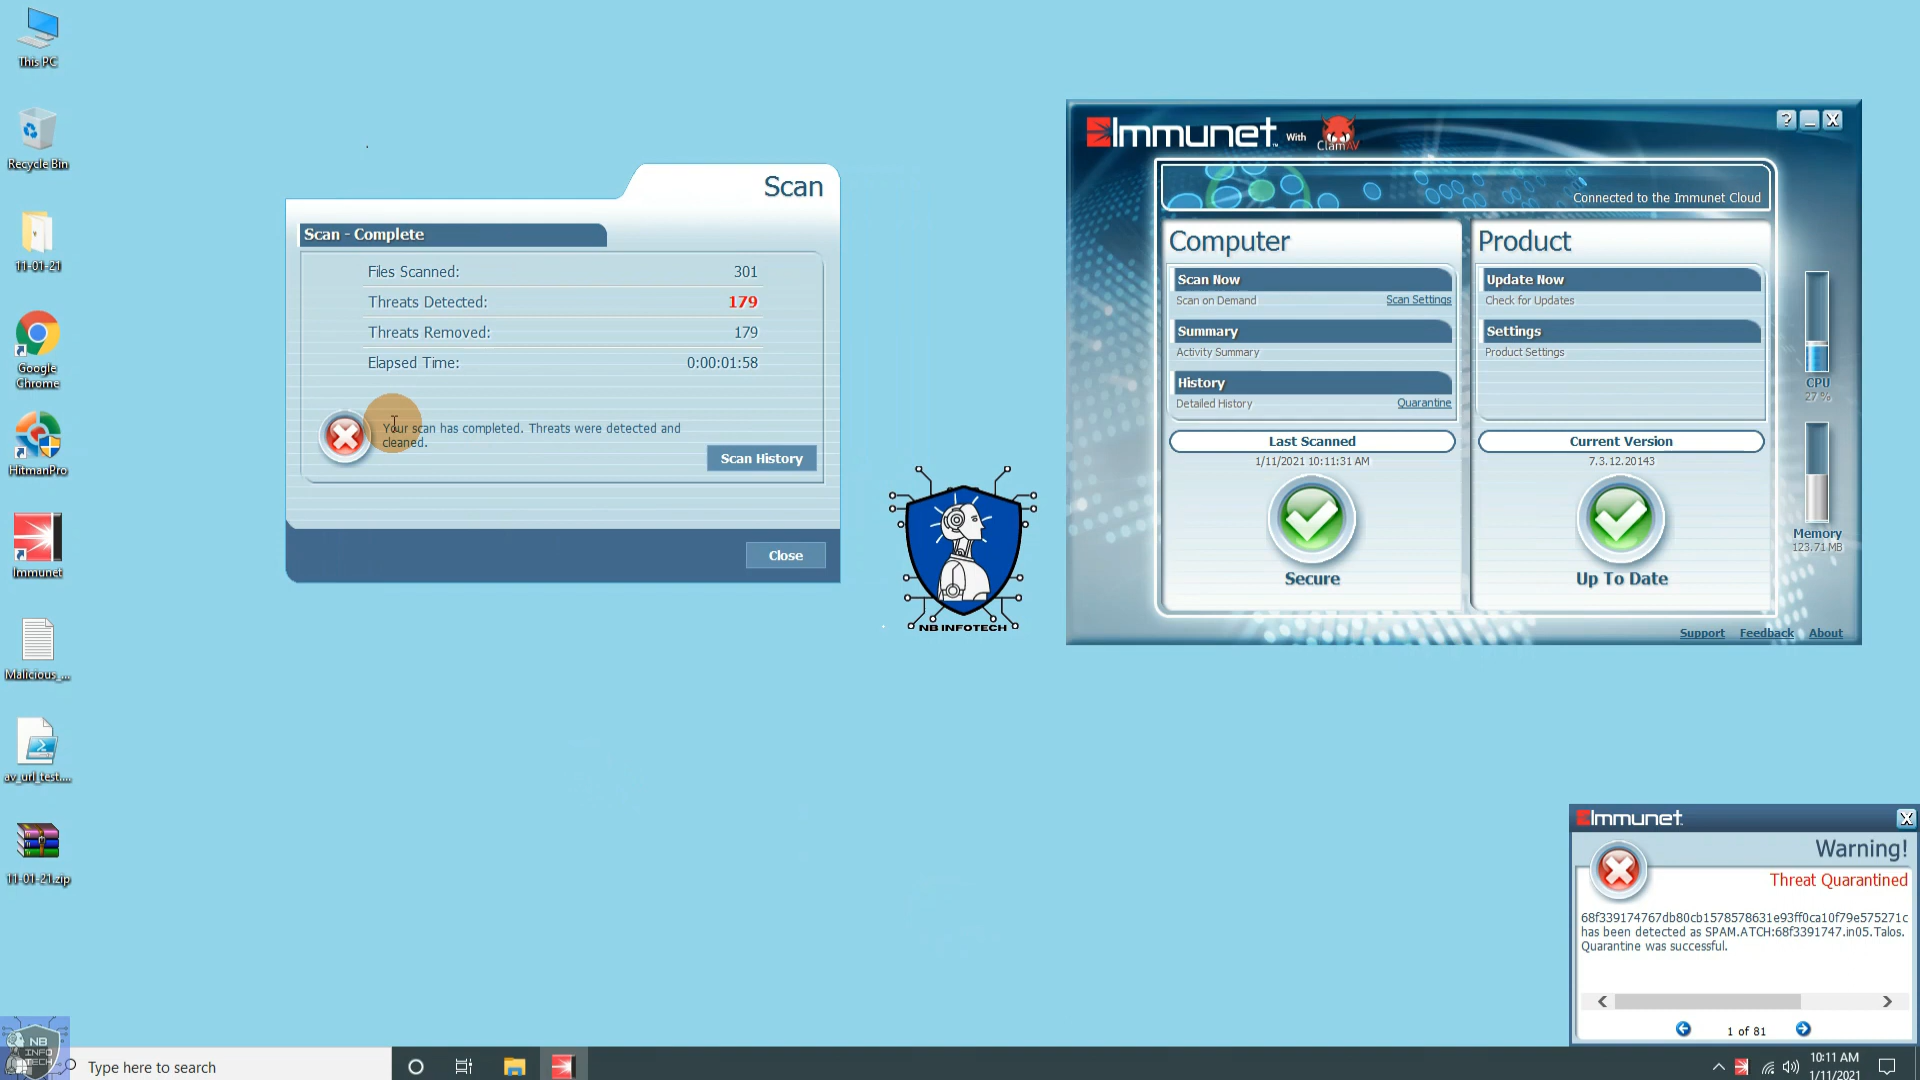 This PC
Recycle Bin
11-01-21
Google
Chrome
HitmanPro
Immunet
Malicious_...
av_url_test....
11-01-21.zip
Scan
Scan - Complete
Files Scanned: 301
Threats Detected: 179
Threats Removed: 179
Elapsed Time: 0:00:01:58
Your scan has completed. Threats were detected and
cleaned.
Scan History
Close
NB INFOTECH
Immunet™ With ClamAV
? _ X
Connected to the Immunet Cloud
Computer
Scan Now
Scan on Demand Scan Settings
Summary
Activity Summary
History
Detailed History Quarantine
Last Scanned
1/11/2021 10:11:31 AM
Secure
Product
Update Now
Check for Updates
Settings
Product Settings
Current Version
7.3.12.20143
Up To Date
CPU
27 %
Memory
123.71 MB
Support Feedback About
Immunet™ X
Warning!
Threat Quarantined
68f339174767db80cb1578578631e93ff0ca10f79e575271c
has been detected as SPAM.ATCH:68f3391747.in05.Talos.
Quarantine was successful.
1 of 81
NB
INFO
TECH
Type here to search
10:11 AM
1/11/2021